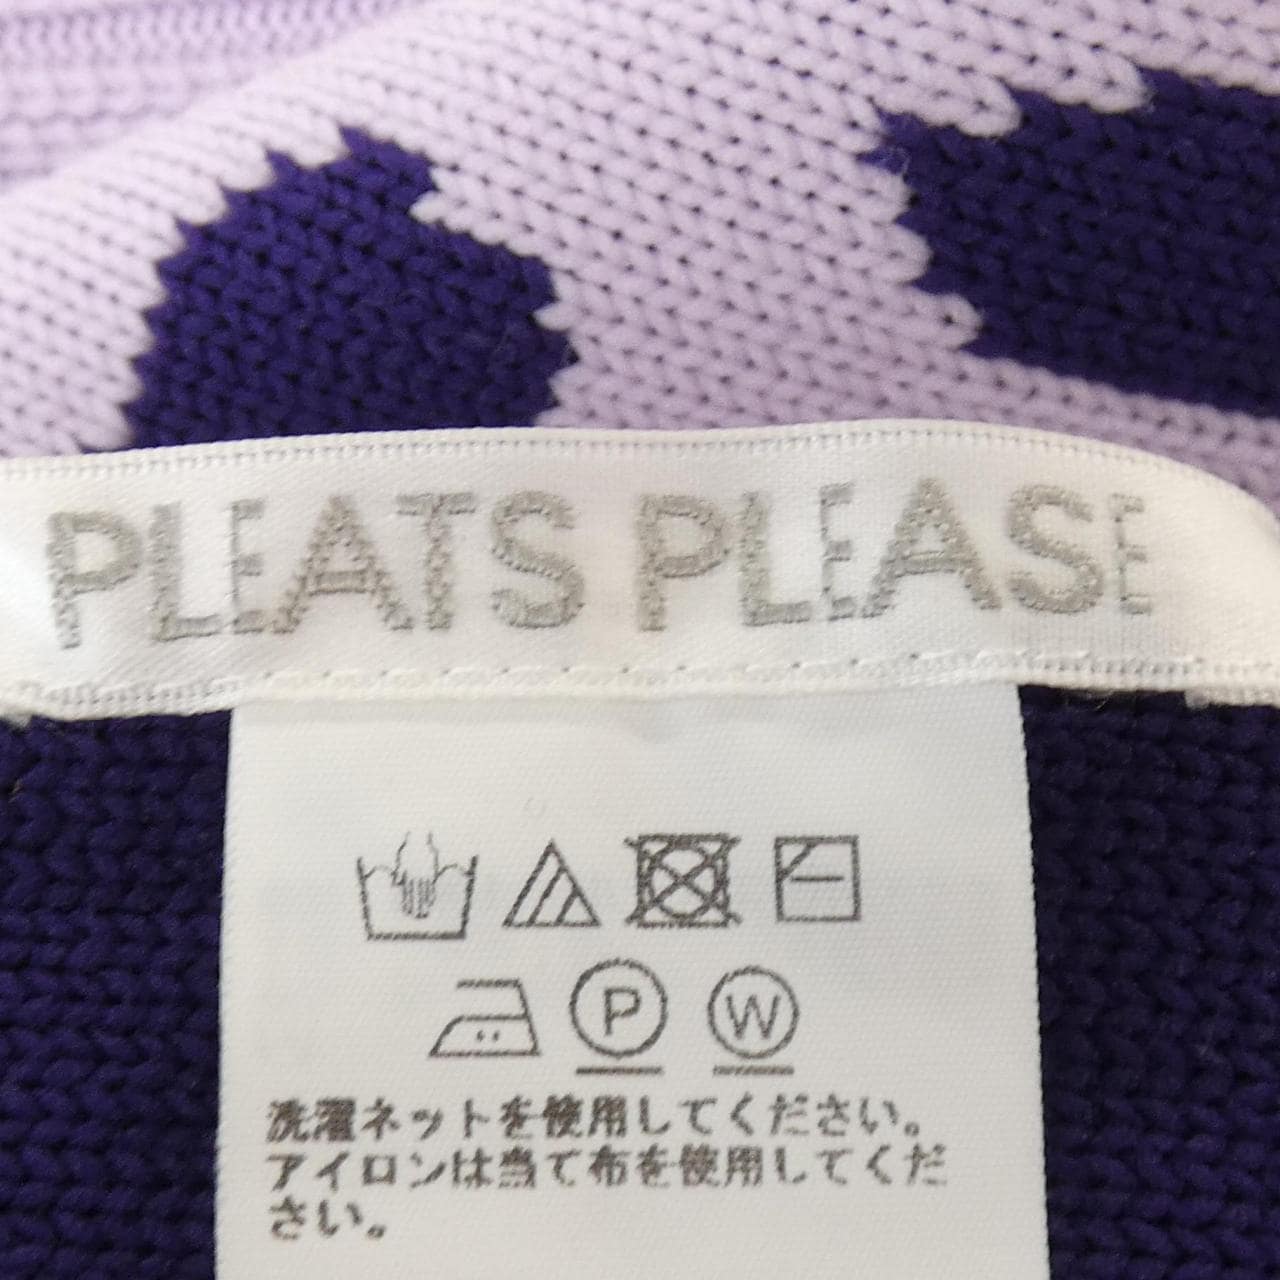 PLEATS PLEASE
P W
洗濯ネットを使用してください。
アイロンは当て布を使用してくだ
さい。